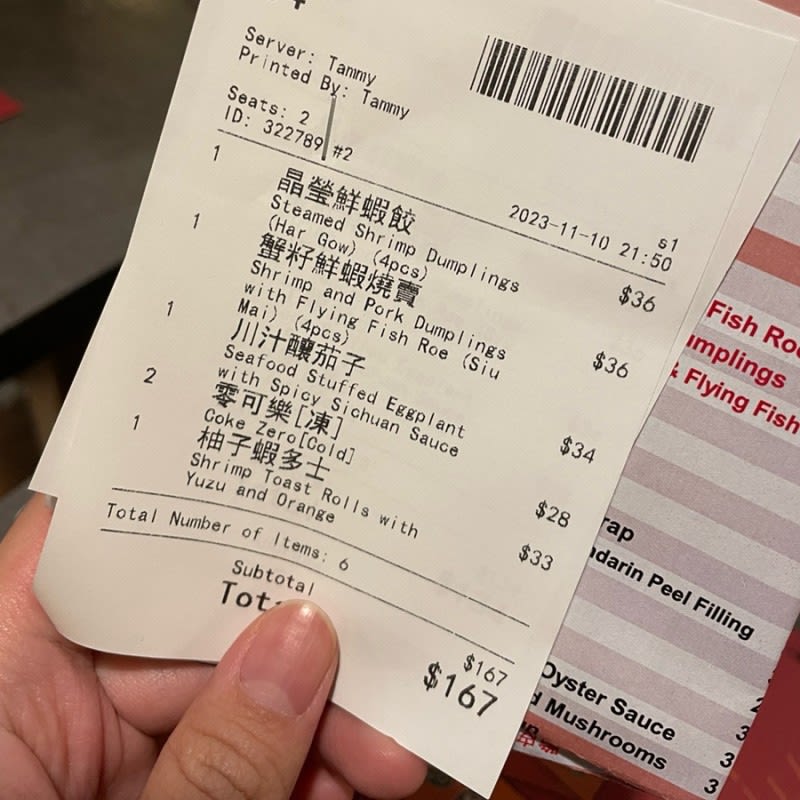 Server: Tammy
Printed By: Tammy
Seats: 2
ID: 322789 #2
s1
2023-11-10 21:50
1 晶瑩鮮蝦餃
Steamed Shrimp Dumplings
(Har Gow) (4pcs) $36
1 蟹籽鮮蝦燒賣
Shrimp and Pork Dumplings
with Flying Fish Roe (Siu
Mai) (4pcs) $36
1 川汁釀茄子
Seafood Stuffed Eggplant
with Spicy Sichuan Sauce $34
2 零可樂[凍]
Coke Zero[Cold] $28
1 柚子蝦多士
Shrimp Toast Rolls with
Yuzu and Orange $33
Total Number of Items: 6
Subtotal $167
$167
Fish
Flying Fish
Peel Filling
Oyster Sauce
Mushrooms
3
3